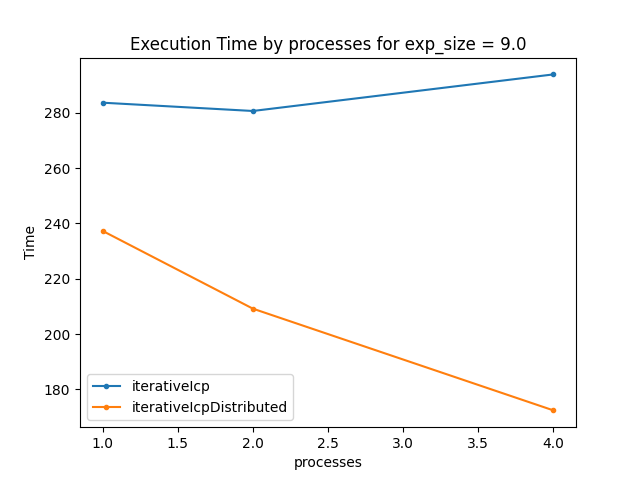 Execution Time by processes for exp_size = 9.0
Time
280
260
240
220
200
180
iterativeIcp
iterativeIcpDistributed
1.0 1.5 2.0 2.5 3.0 3.5 4.0
processes